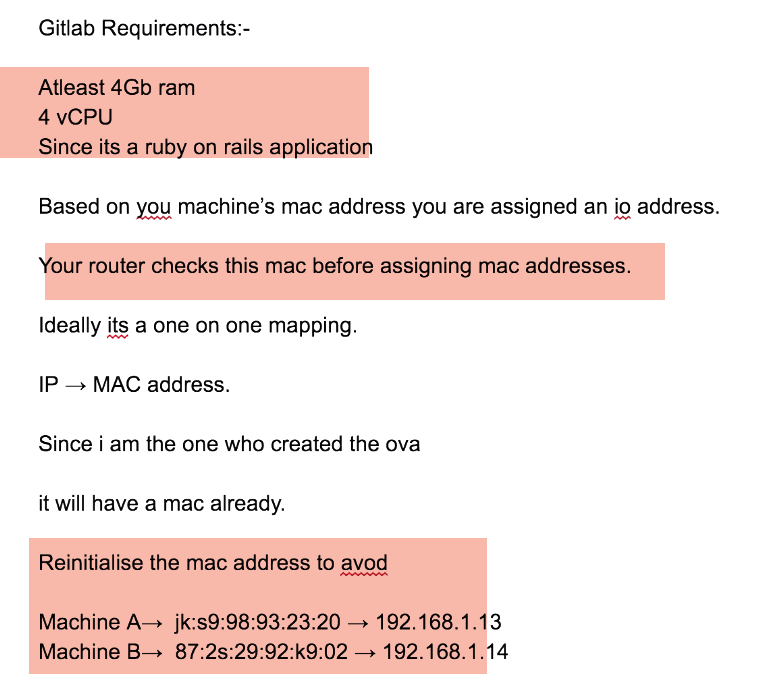 Gitlab Requirements:-
Atleast 4Gb ram
4 vCPU
Since its a ruby on rails application
Based on you machine’s mac address you are assigned an io address.
Your router checks this mac before assigning mac addresses.
Ideally its a one on one mapping.
IP → MAC address.
Since i am the one who created the ova
it will have a mac already.
Reinitialise the mac address to avod
Machine A→ jk:s9:98:93:23:20 → 192.168.1.13
Machine B→ 87:2s:29:92:k9:02 → 192.168.1.14